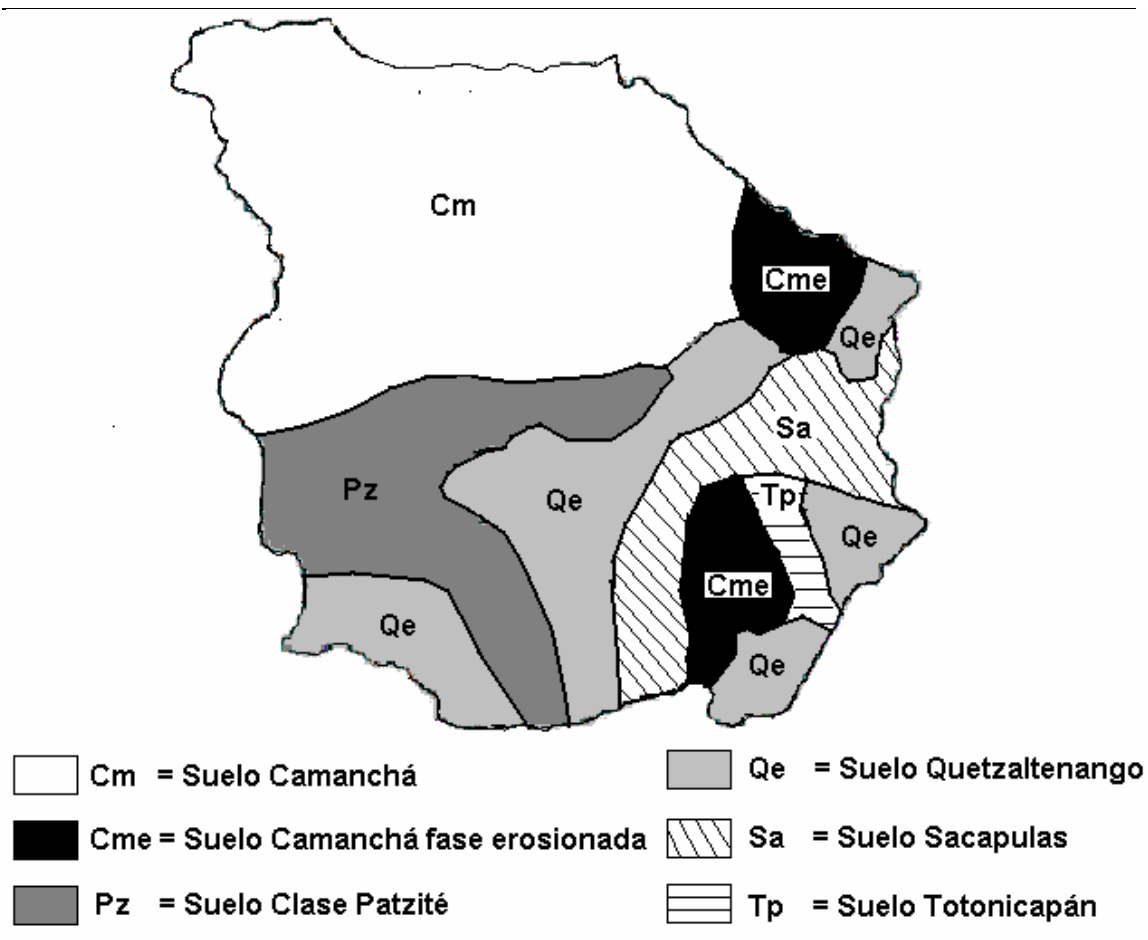 Cm
Cme
Qe
Sa
Pz
Qe
Tp
Qe
Cme
Qe
Qe
Cm = Suelo Camanchá
Cme = Suelo Camanchá fase erosionada
Pz = Suelo Clase Patzité
Qe = Suelo Quetzaltenango
Sa = Suelo Sacapulas
Tp = Suelo Totonicapán